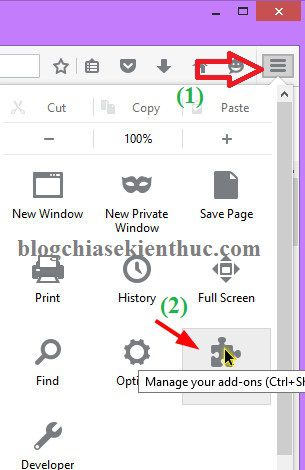 (1)
Cut Copy Paste
− 100% +
New Window New Private Window Save Page
blogchiasekienthuc.com
Print History Full Screen
(2)
Find
Manage your add-ons (Ctrl+Sh
Developer